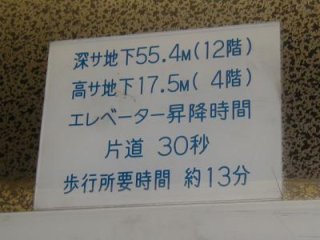 深サ地下55.4M(12階)
高サ地下17.5M( 4階)
エレベーター昇降時間
片道 30秒
歩行所要時間 約13分